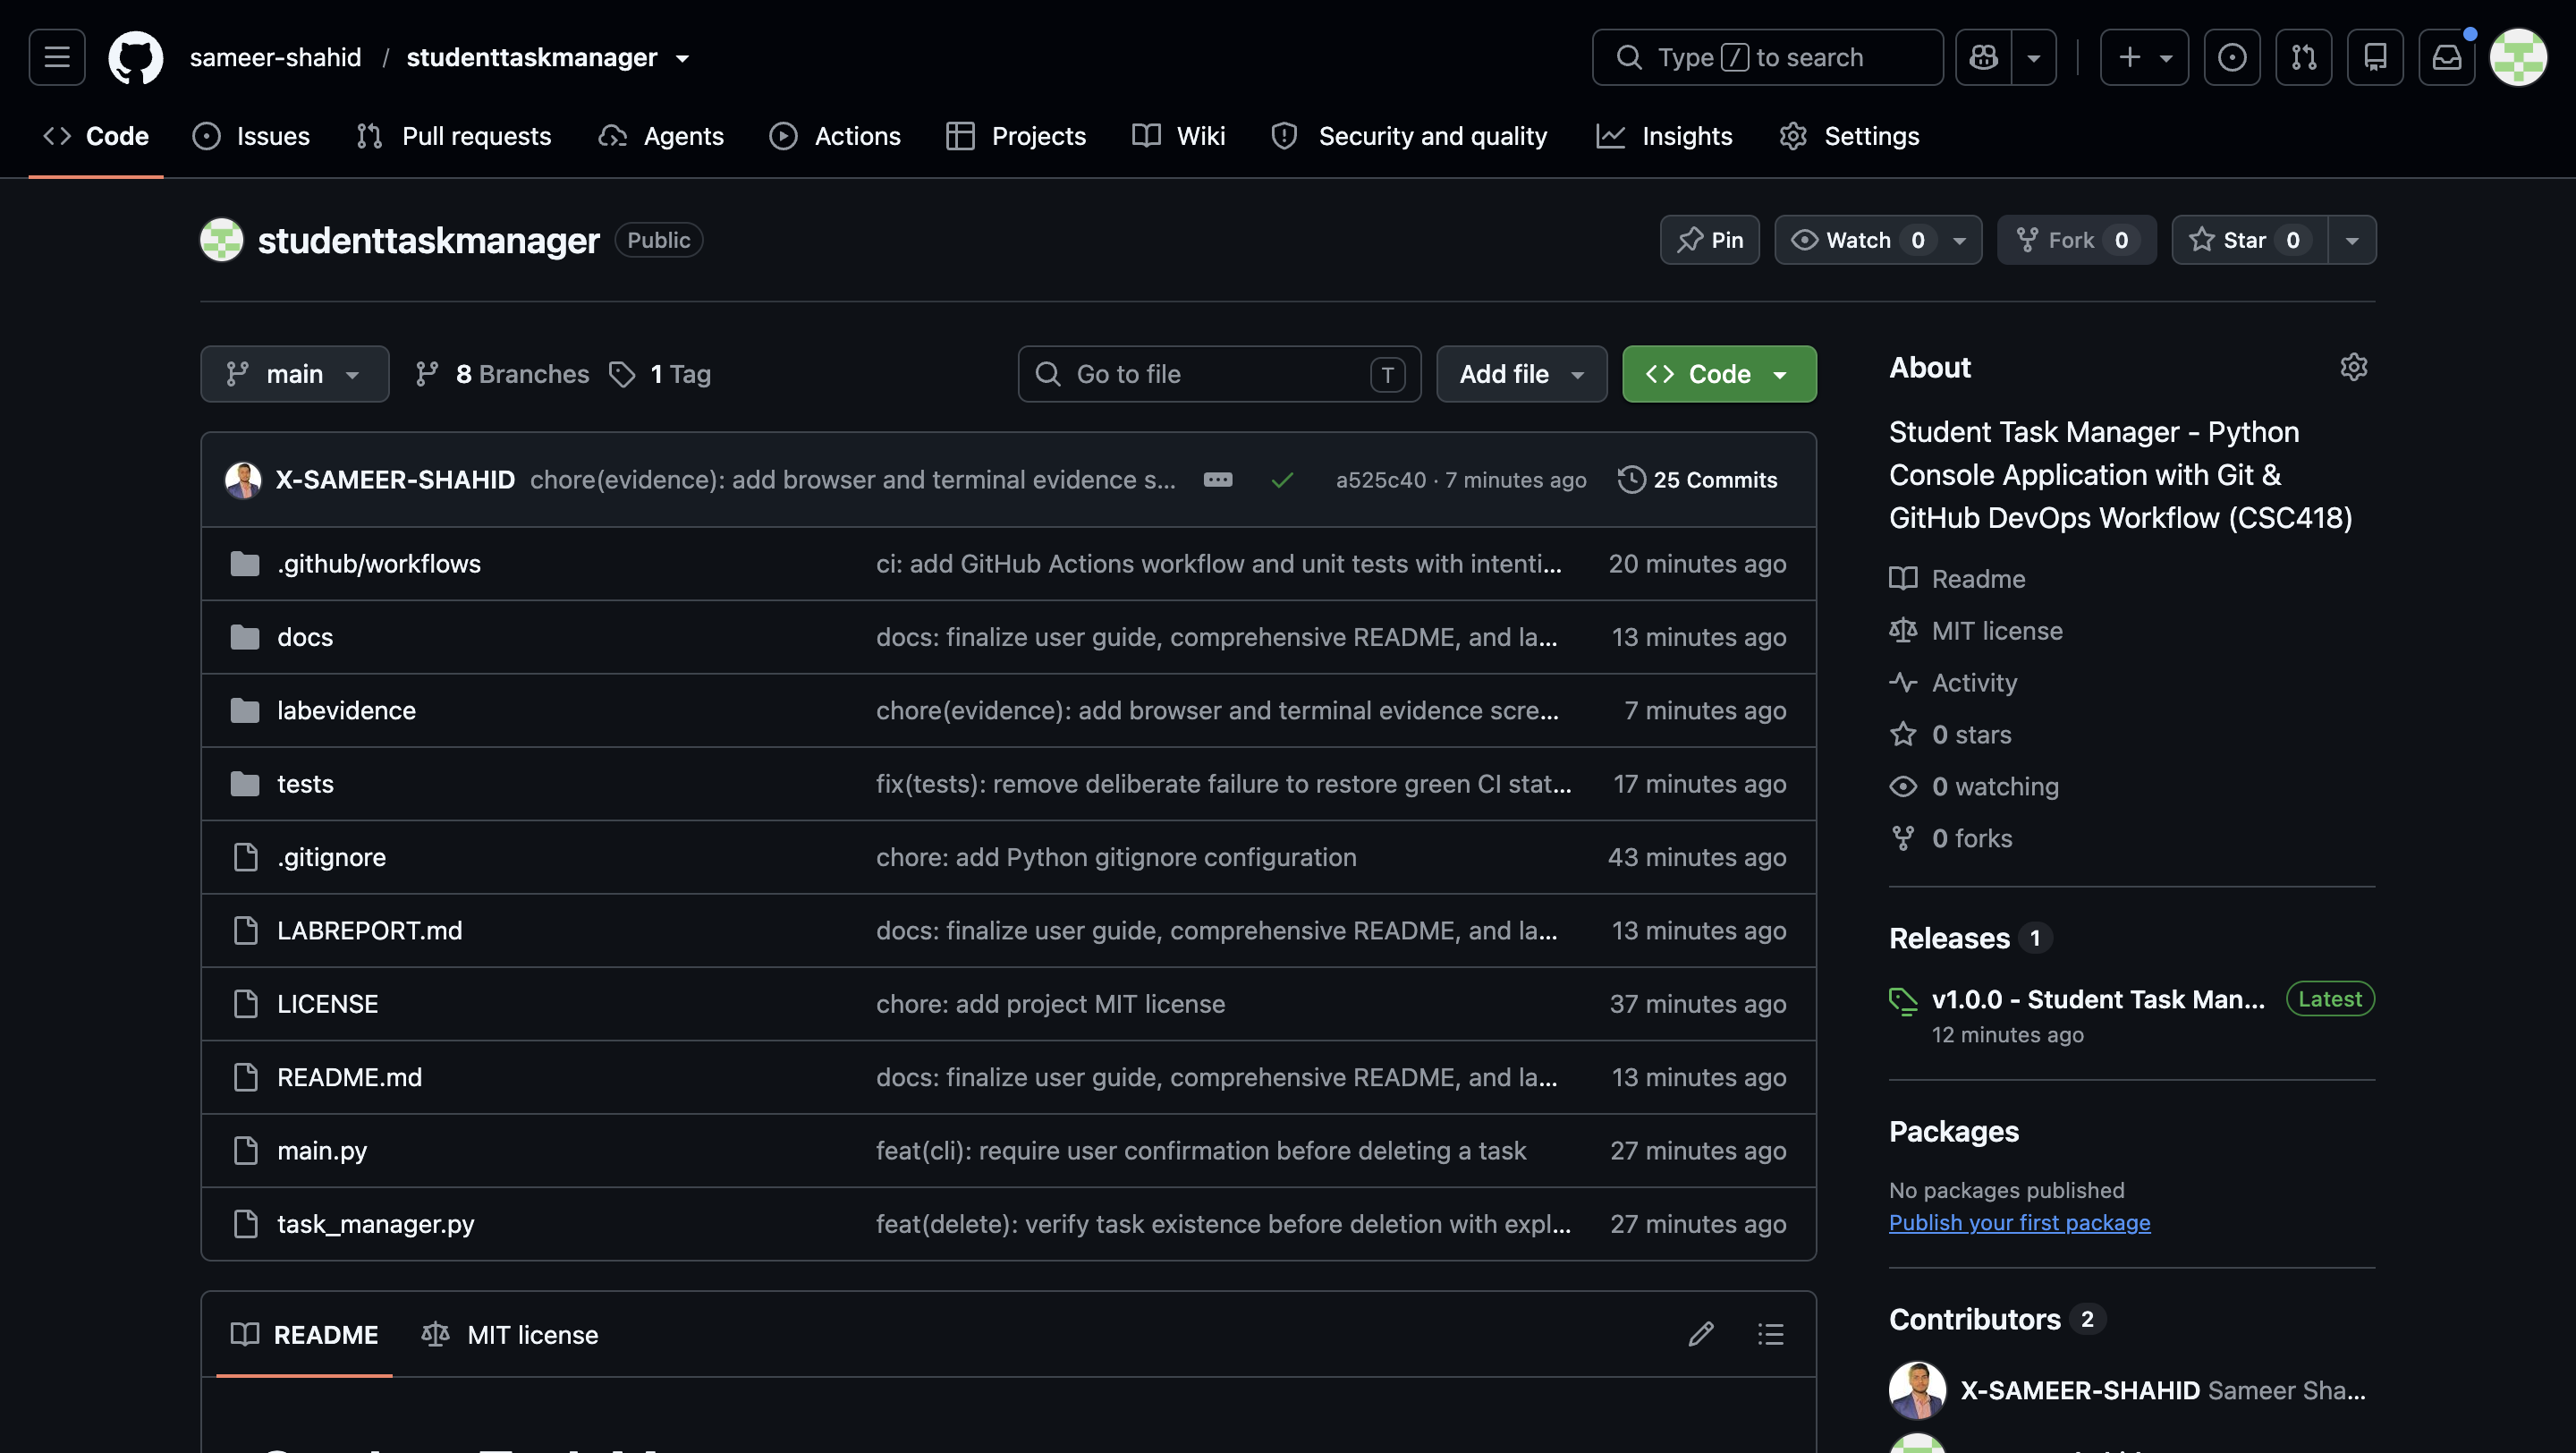 sameer-shahid / studenttaskmanager
Type / to search
Code
Issues
Pull requests
Agents
Actions
Projects
Wiki
Security and quality
Insights
Settings
studenttaskmanager Public
Pin
Watch 0
Fork 0
Star 0
main
8 Branches
1 Tag
Go to file T
Add file
Code
X-SAMEER-SHAHID chore(evidence): add browser and terminal evidence s... a525c40 · 7 minutes ago 25 Commits
.github/workflows ci: add GitHub Actions workflow and unit tests with intenti... 20 minutes ago
docs docs: finalize user guide, comprehensive README, and la... 13 minutes ago
labevidence chore(evidence): add browser and terminal evidence scre... 7 minutes ago
tests fix(tests): remove deliberate failure to restore green CI stat... 17 minutes ago
.gitignore chore: add Python gitignore configuration 43 minutes ago
LABREPORT.md docs: finalize user guide, comprehensive README, and la... 13 minutes ago
LICENSE chore: add project MIT license 37 minutes ago
README.md docs: finalize user guide, comprehensive README, and la... 13 minutes ago
main.py feat(cli): require user confirmation before deleting a task 27 minutes ago
task_manager.py feat(delete): verify task existence before deletion with expl... 27 minutes ago
README
MIT license
About
Student Task Manager - Python
Console Application with Git &
GitHub DevOps Workflow (CSC418)
Readme
MIT license
Activity
0 stars
0 watching
0 forks
Releases 1
v1.0.0 - Student Task Man... Latest
12 minutes ago
Packages
No packages published
Publish your first package
Contributors 2
X-SAMEER-SHAHID Sameer Sha...